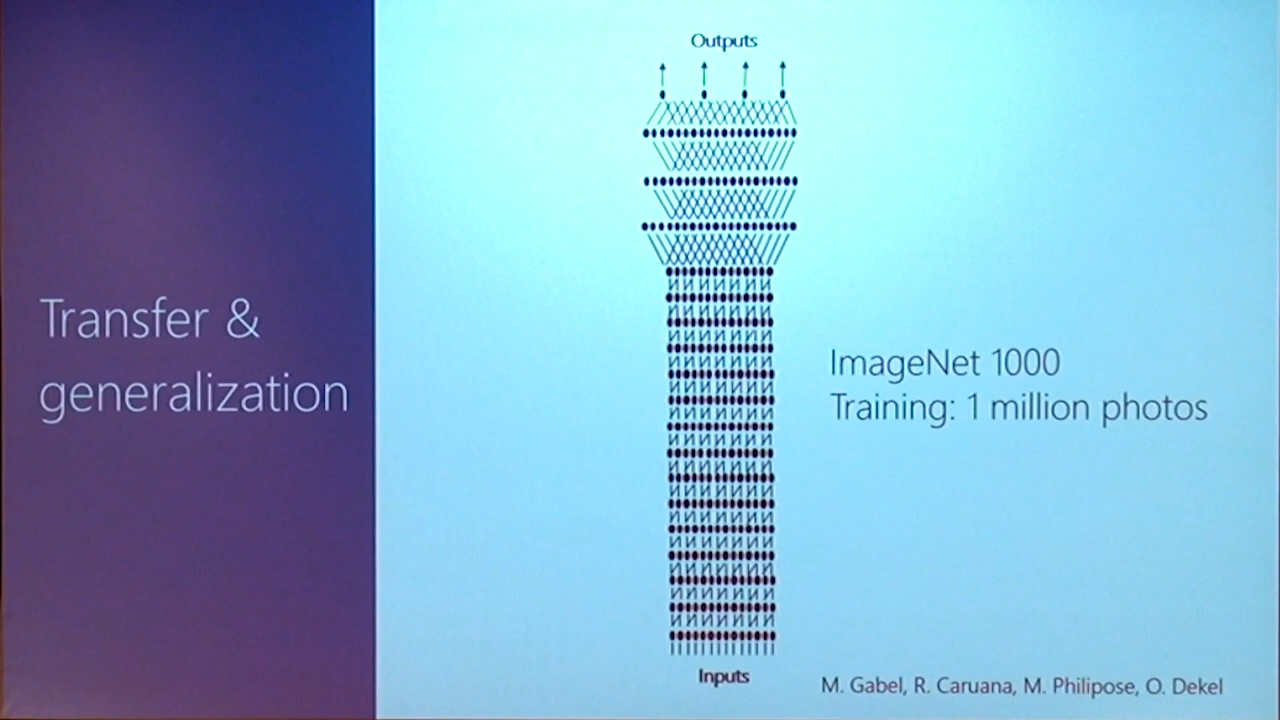 Transfer &
generalization
Outputs
ImageNet 1000
Training: 1 million photos
Inputs
M. Gabel, R. Caruana, M. Philipose, O. Dekel